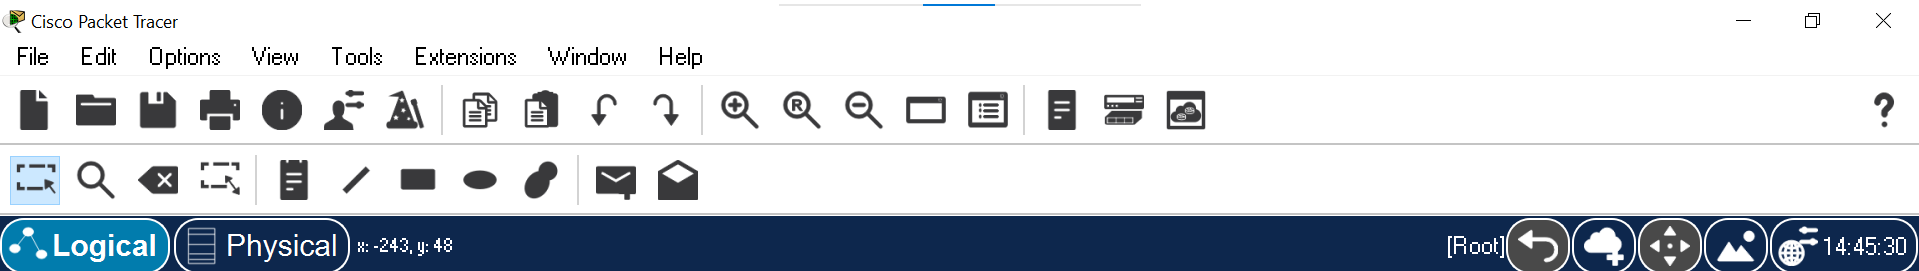 Cisco Packet Tracer
File Edit Options View Tools Extensions Window Help
R
?
Logical Physical x: -243, y: 48 [Root] 14:45:30